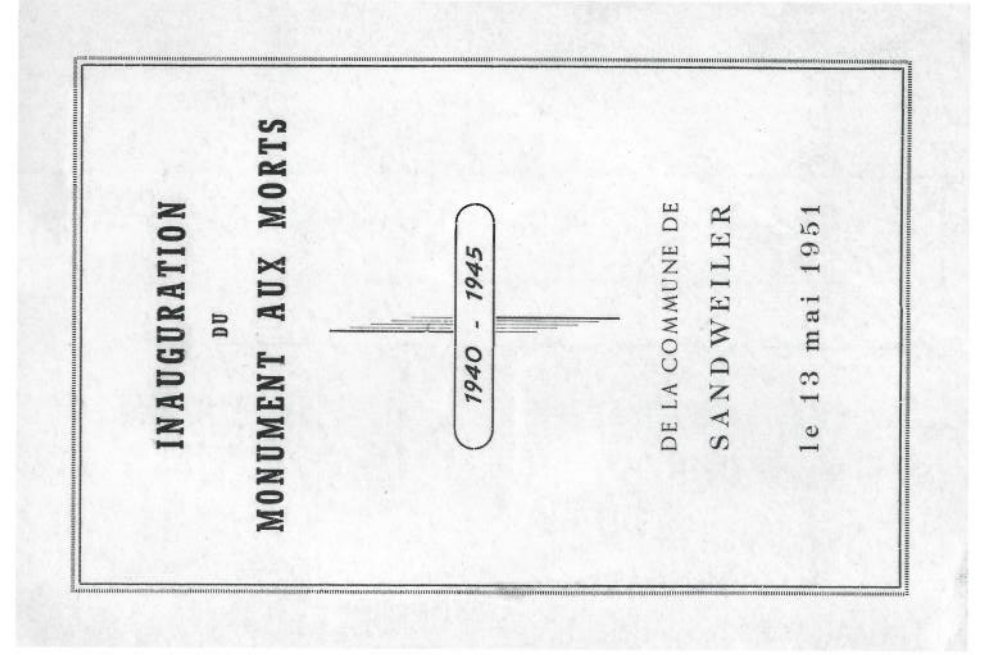 INAUGURATION
DU
MONUMENT AUX MORTS
1940 - 1945
DE LA COMMUNE DE
SANDWEILER
le 13 mai 1951